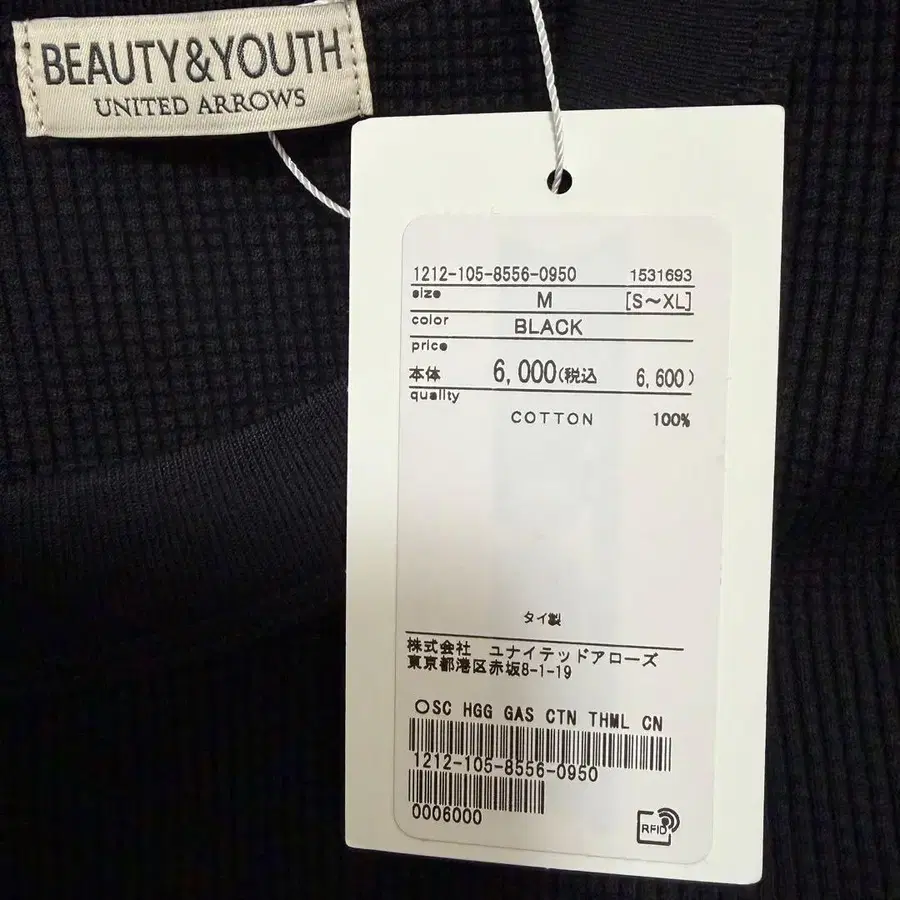 BEAUTY&YOUTH
UNITED ARROWS
1212-105-8556-0950 1531693
size M [S～XL]
color BLACK
price
本体 6,000(税込 6,600)
quality
COTTON 100%
タイ製
株式会社 ユナイテッドアローズ
東京都港区赤坂8-1-19
○SC HGG GAS CTN THML CN
1212-105-8556-0950
0006000
RFID